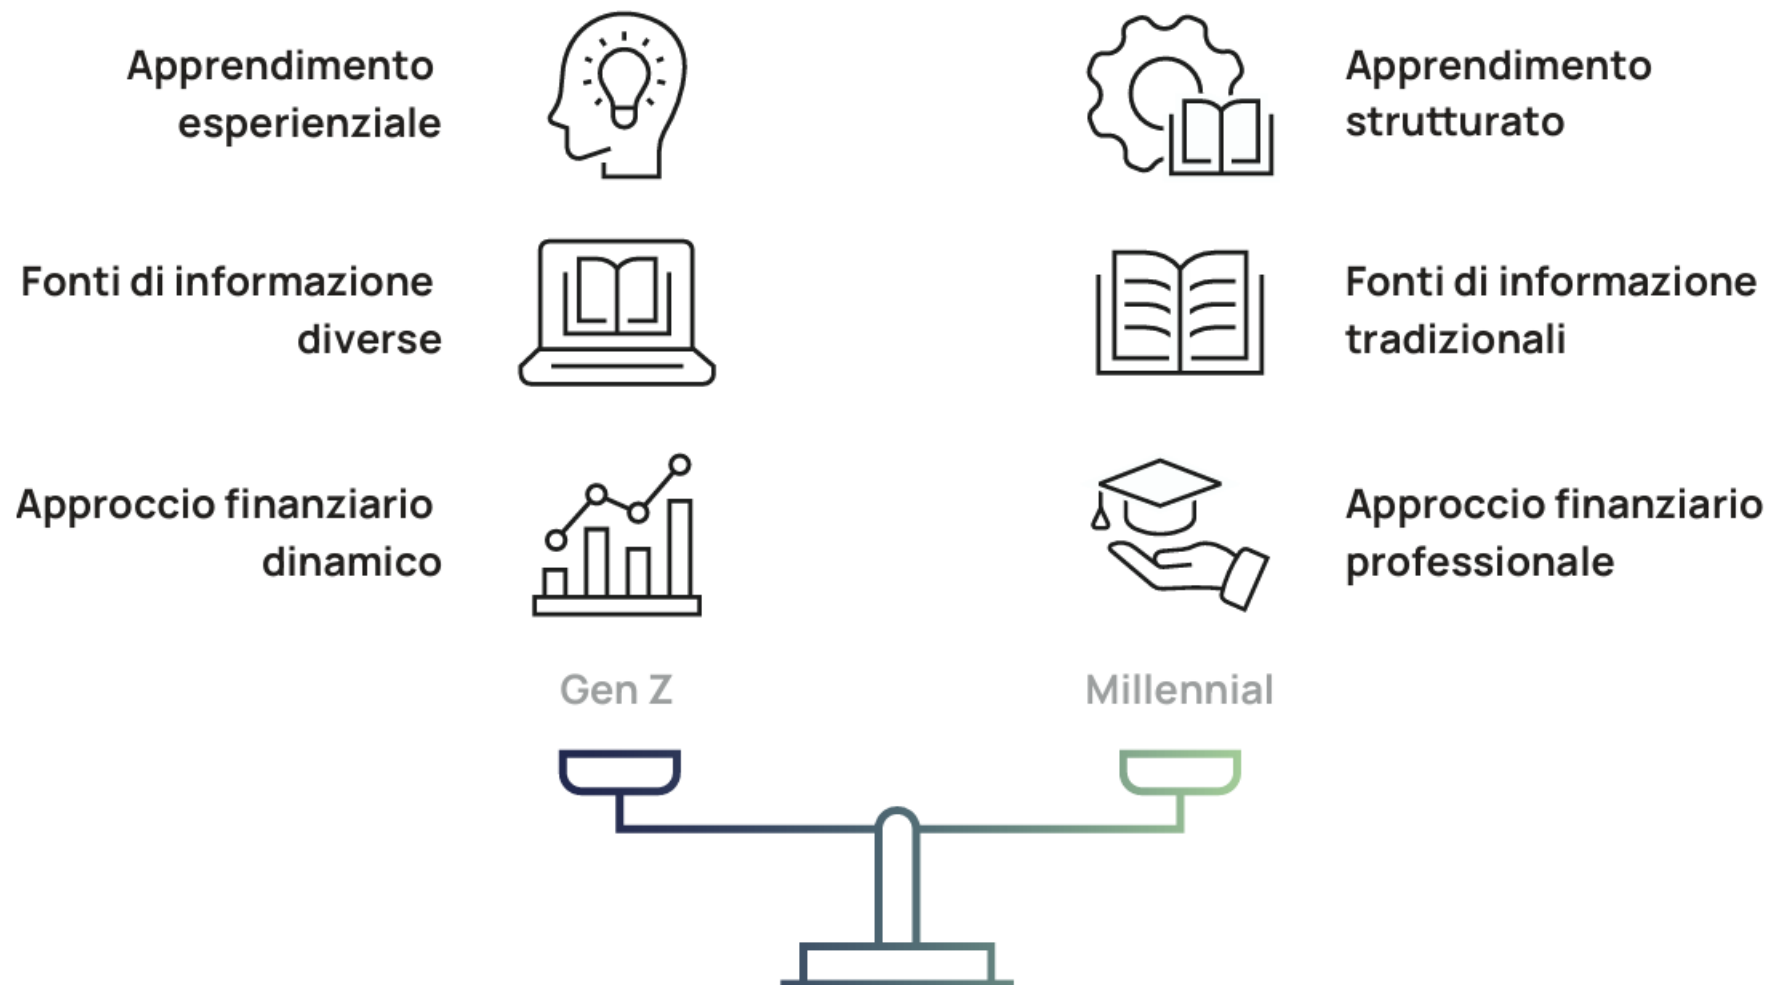 Apprendimento
esperienziale
Apprendimento
strutturato
Fonti di informazione
diverse
Fonti di informazione
tradizionali
Approccio finanziario
dinamico
Approccio finanziario
professionale
Gen Z
Millennial